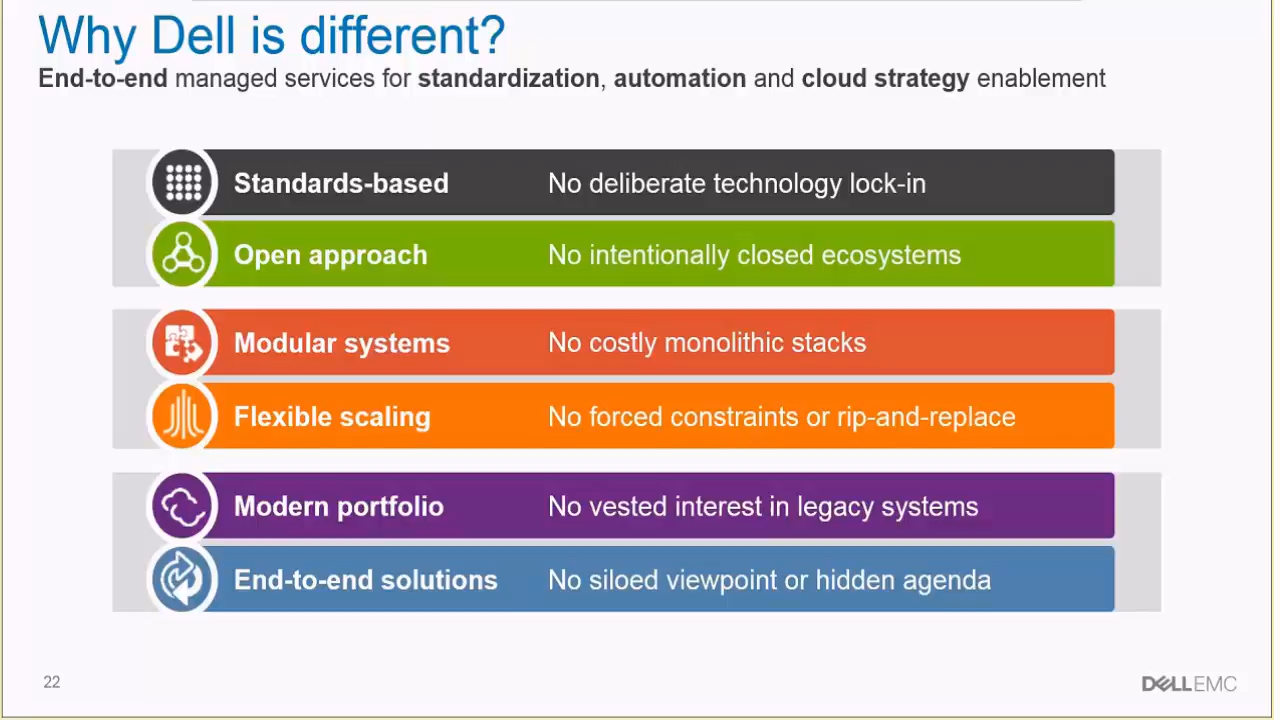 Why Dell is different?
End-to-end managed services for standardization, automation and cloud strategy enablement
Standards-based No deliberate technology lock-in
Open approach No intentionally closed ecosystems
Modular systems No costly monolithic stacks
Flexible scaling No forced constraints or rip-and-replace
Modern portfolio No vested interest in legacy systems
End-to-end solutions No siloed viewpoint or hidden agenda
22
DELLEMC